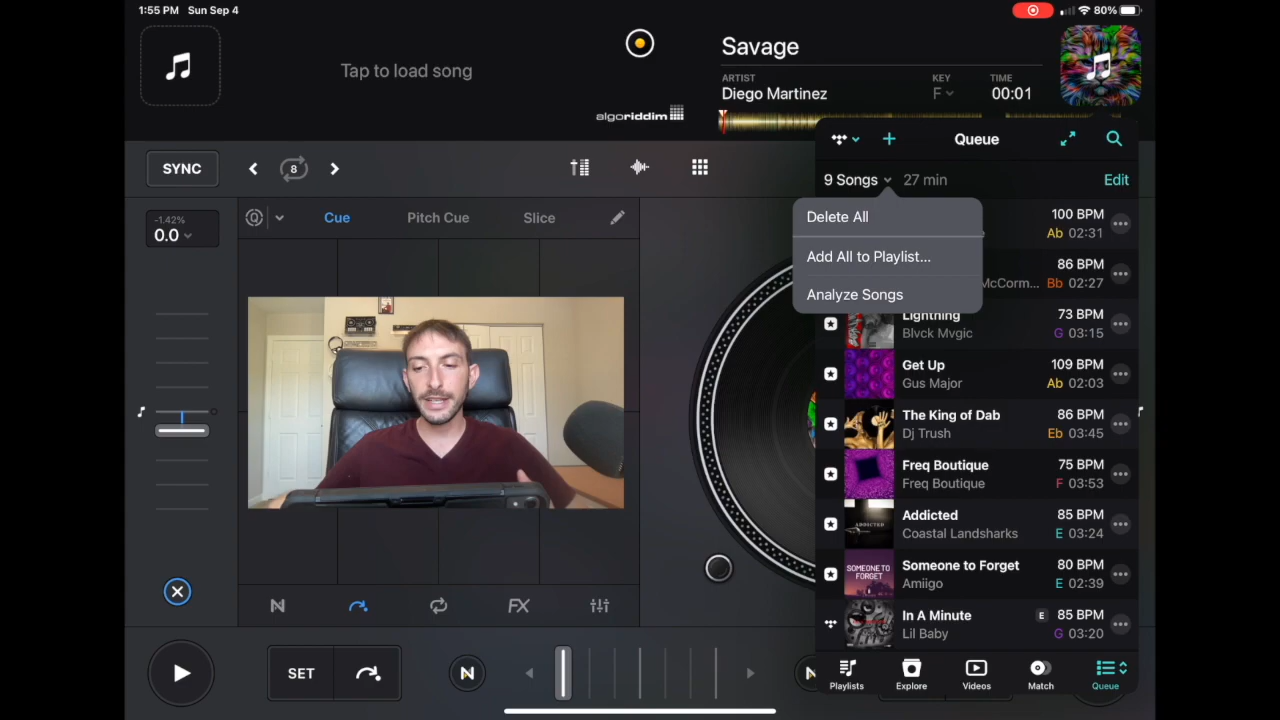 1:55 PM Sun Sep 4
80%
Tap to load song
algoriddim
Savage
ARTIST
Diego Martinez
KEY
F
TIME
00:01
SYNC
8
-1.42%
0.0
Cue
Pitch Cue
Slice
FX
SET
Queue
9 Songs
27 min
Edit
Delete All
Add All to Playlist...
Analyze Songs
100 BPM
Ab 02:31
86 BPM
McCorm... Bb 02:27
Lightning 73 BPM
Blvck Mvgic G 03:15
Get Up 109 BPM
Gus Major Ab 02:03
The King of Dab 86 BPM
Dj Trush Eb 03:45
Freq Boutique 75 BPM
Freq Boutique F 03:53
Addicted 85 BPM
Coastal Landsharks E 03:24
ADDICTED
Someone to Forget 80 BPM
Amiigo E 02:39
SOMEONE TO
FORGET
In A Minute E 85 BPM
Lil Baby G 03:20
Playlists
Explore
Videos
Match
Queue